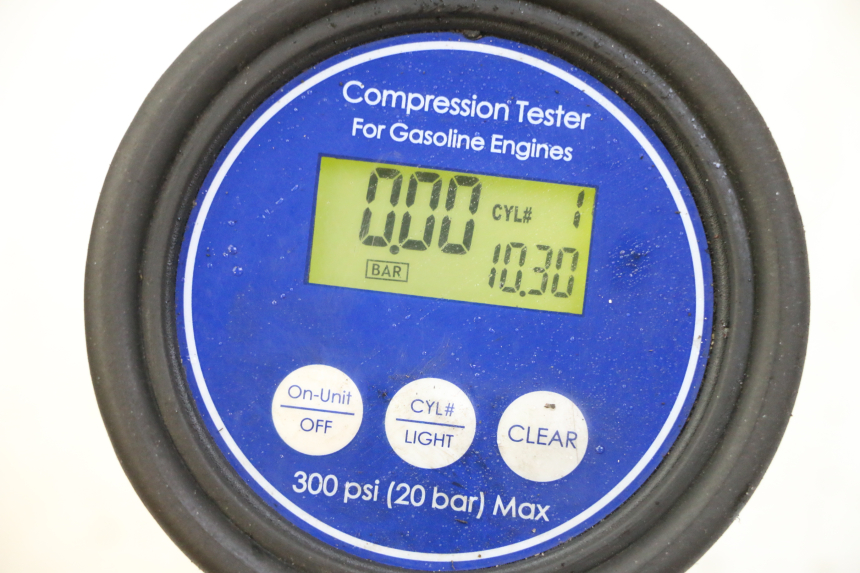 Compression Tester
For Gasoline Engines
0.00 CYL# 1
BAR 10.30
On-Unit CYL# CLEAR
OFF LIGHT
300 psi (20 bar) Max